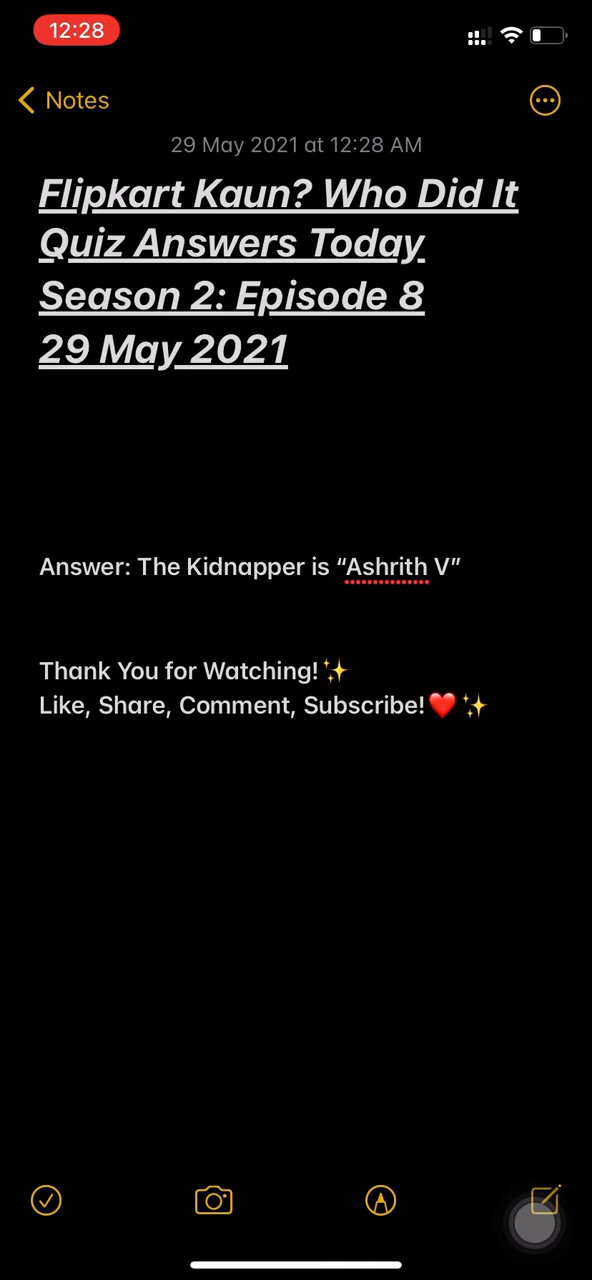 12:28
Notes
29 May 2021 at 12:28 AM
Flipkart Kaun? Who Did It
Quiz Answers Today
Season 2: Episode 8
29 May 2021
Answer: The Kidnapper is “Ashrith V”
Thank You for Watching!✨
Like, Share, Comment, Subscribe!❤️✨